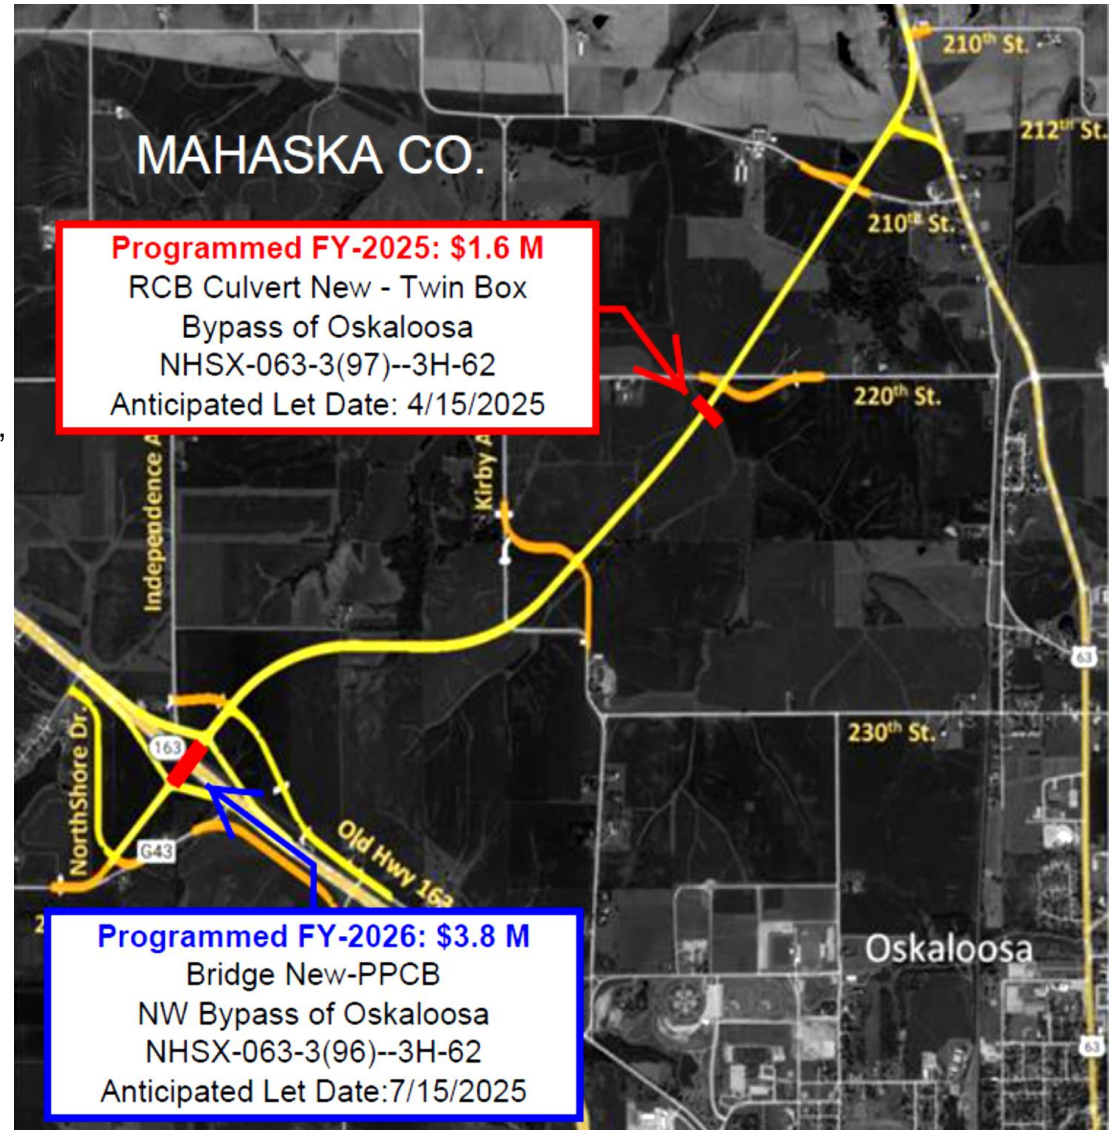 210th St.
MAHASKA CO.
212th St.
210th St.
Programmed FY-2025: $1.6 M
RCB Culvert New - Twin Box
Bypass of Oskaloosa
NHSX-063-3(97)--3H-62
Anticipated Let Date: 4/15/2025
,
220th St.
Independence A
Kirby A
63
NorthShore Dr.
163
230th St.
G43
Old Hwy 163
2
Programmed FY-2026: $3.8 M
Bridge New-PPCB
NW Bypass of Oskaloosa
NHSX-063-3(96)--3H-62
Anticipated Let Date:7/15/2025
Oskaloosa
63